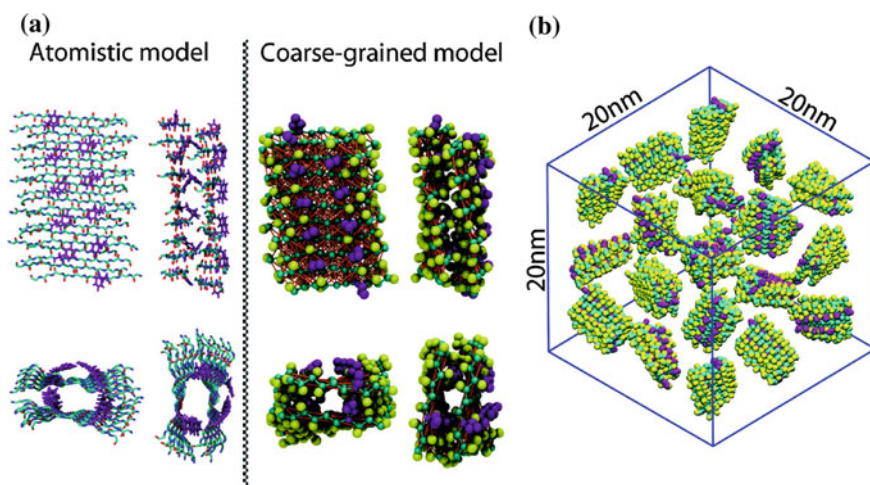 (a)
Atomistic model
Coarse-grained model
(b)
20nm
20nm
20nm